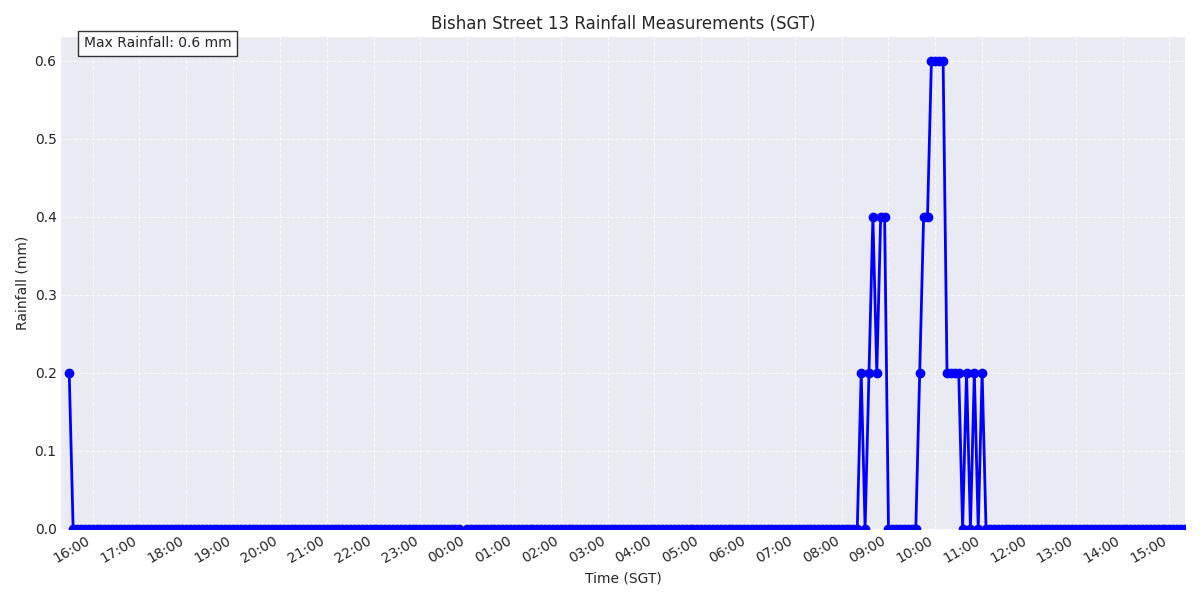 Bishan Street 13 Rainfall Measurements (SGT)
Max Rainfall: 0.6 mm
Rainfall (mm)
0.6
0.5
0.4
0.3
0.2
0.1
0.0
16:00 17:00 18:00 19:00 20:00 21:00 22:00 23:00 00:00 01:00 02:00 03:00 04:00 05:00 06:00 07:00 08:00 09:00 10:00 11:00 12:00 13:00 14:00 15:00
Time (SGT)